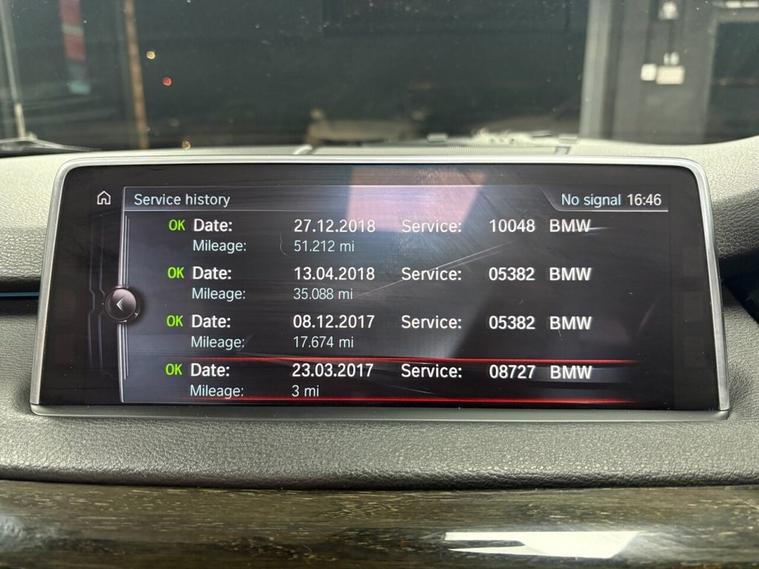 Service history No signal 16:46
OK Date: 27.12.2018 Service: 10048 BMW
Mileage: 51.212 mi
OK Date: 13.04.2018 Service: 05382 BMW
Mileage: 35.088 mi
OK Date: 08.12.2017 Service: 05382 BMW
Mileage: 17.674 mi
OK Date: 23.03.2017 Service: 08727 BMW
Mileage: 3 mi